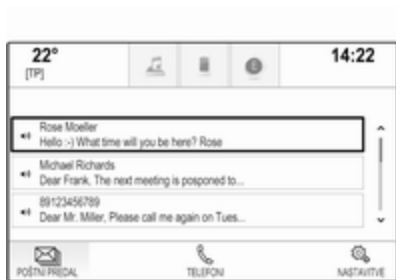 22°
14:22
[TP]
Rose Moeller
Hello :-) What time will you be here? Rose
Michael Richards
Dear Frank, The next meeting is posponed to...
89123456789
Dear Mr. Miller, Please call me again on Tues...
POŠTNI PREDAL
TELEFON
NASTAVITVE